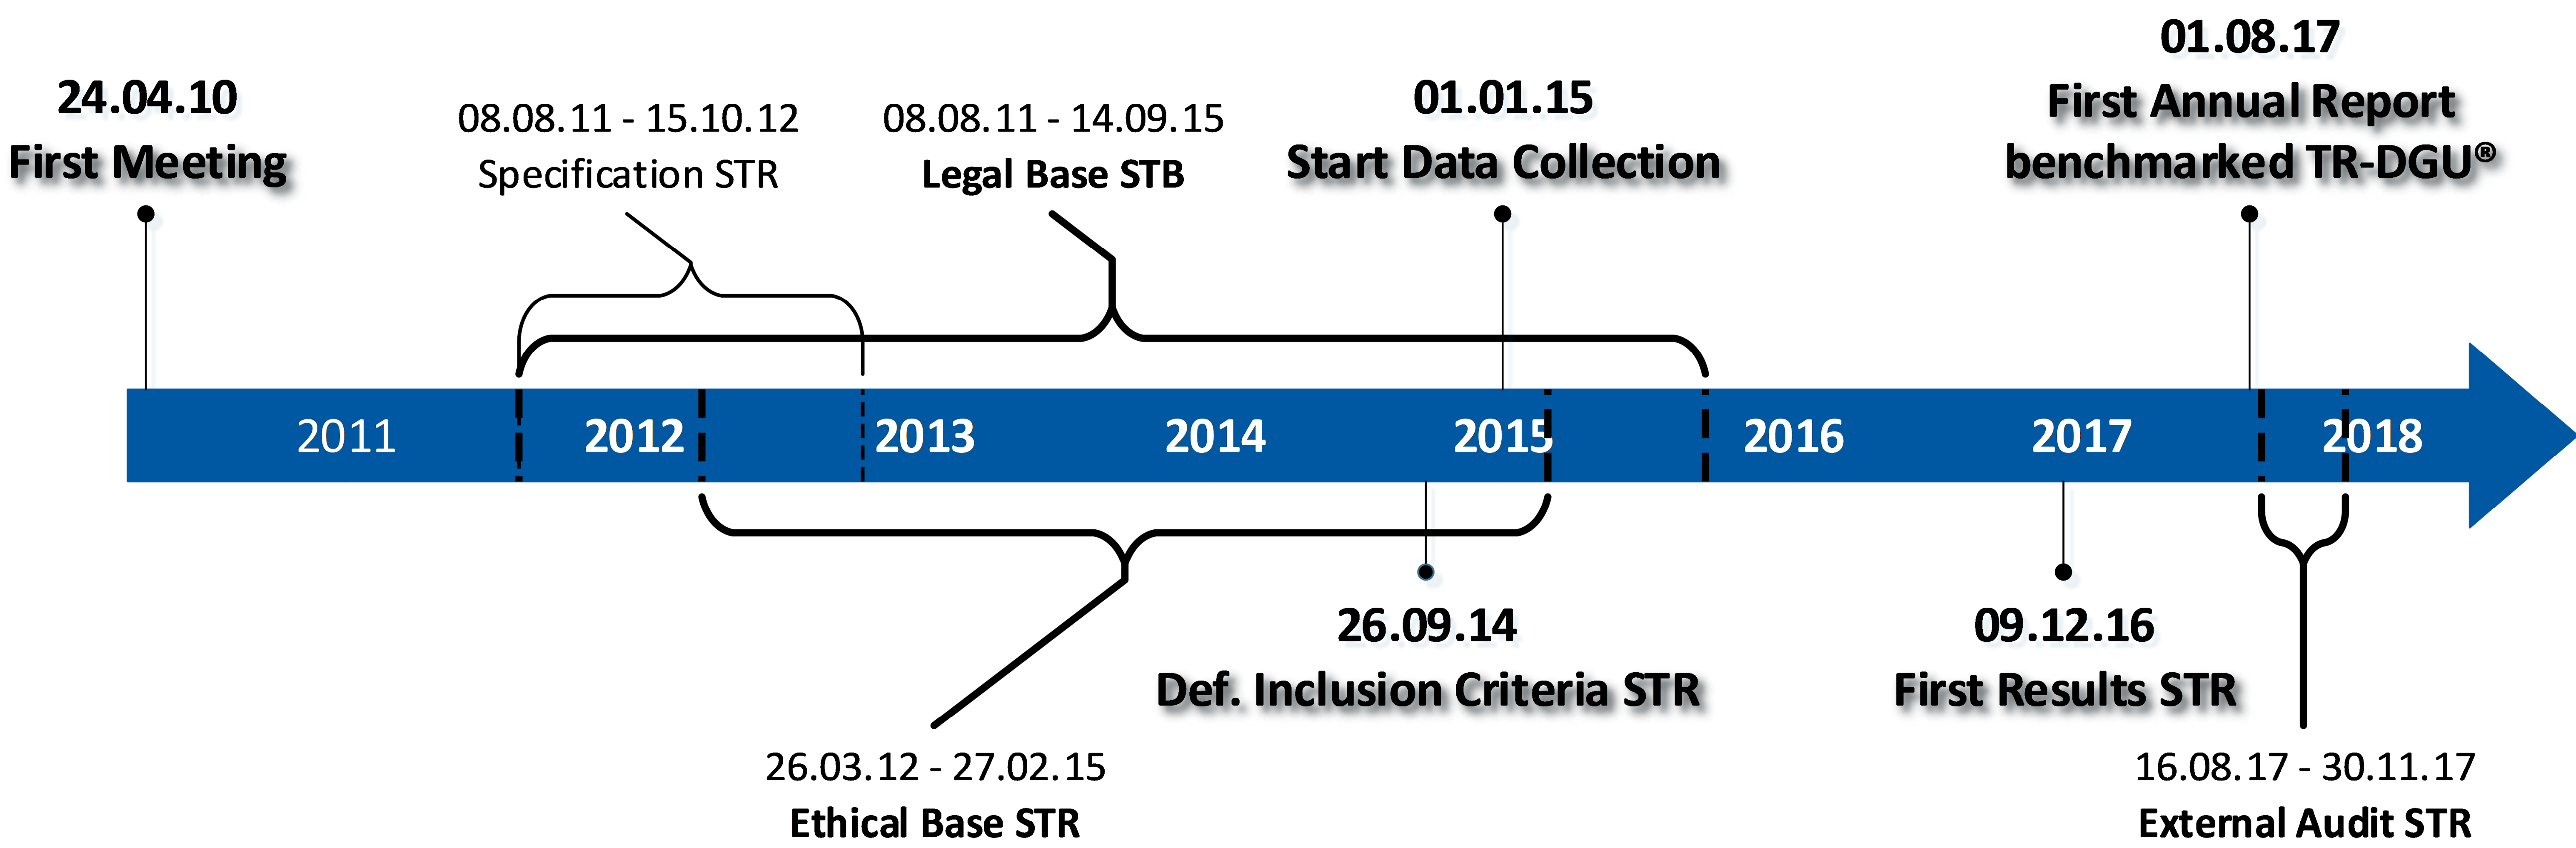 24.04.10
First Meeting
08.08.11 - 15.10.12
Specification STR
08.08.11 - 14.09.15
Legal Base STB
01.01.15
Start Data Collection
01.08.17
First Annual Report
benchmarked TR-DGU®
2011 2012 2013 2014 2015 2016 2017 2018
26.03.12 - 27.02.15
Ethical Base STR
26.09.14
Def. Inclusion Criteria STR
09.12.16
First Results STR
16.08.17 - 30.11.17
External Audit STR